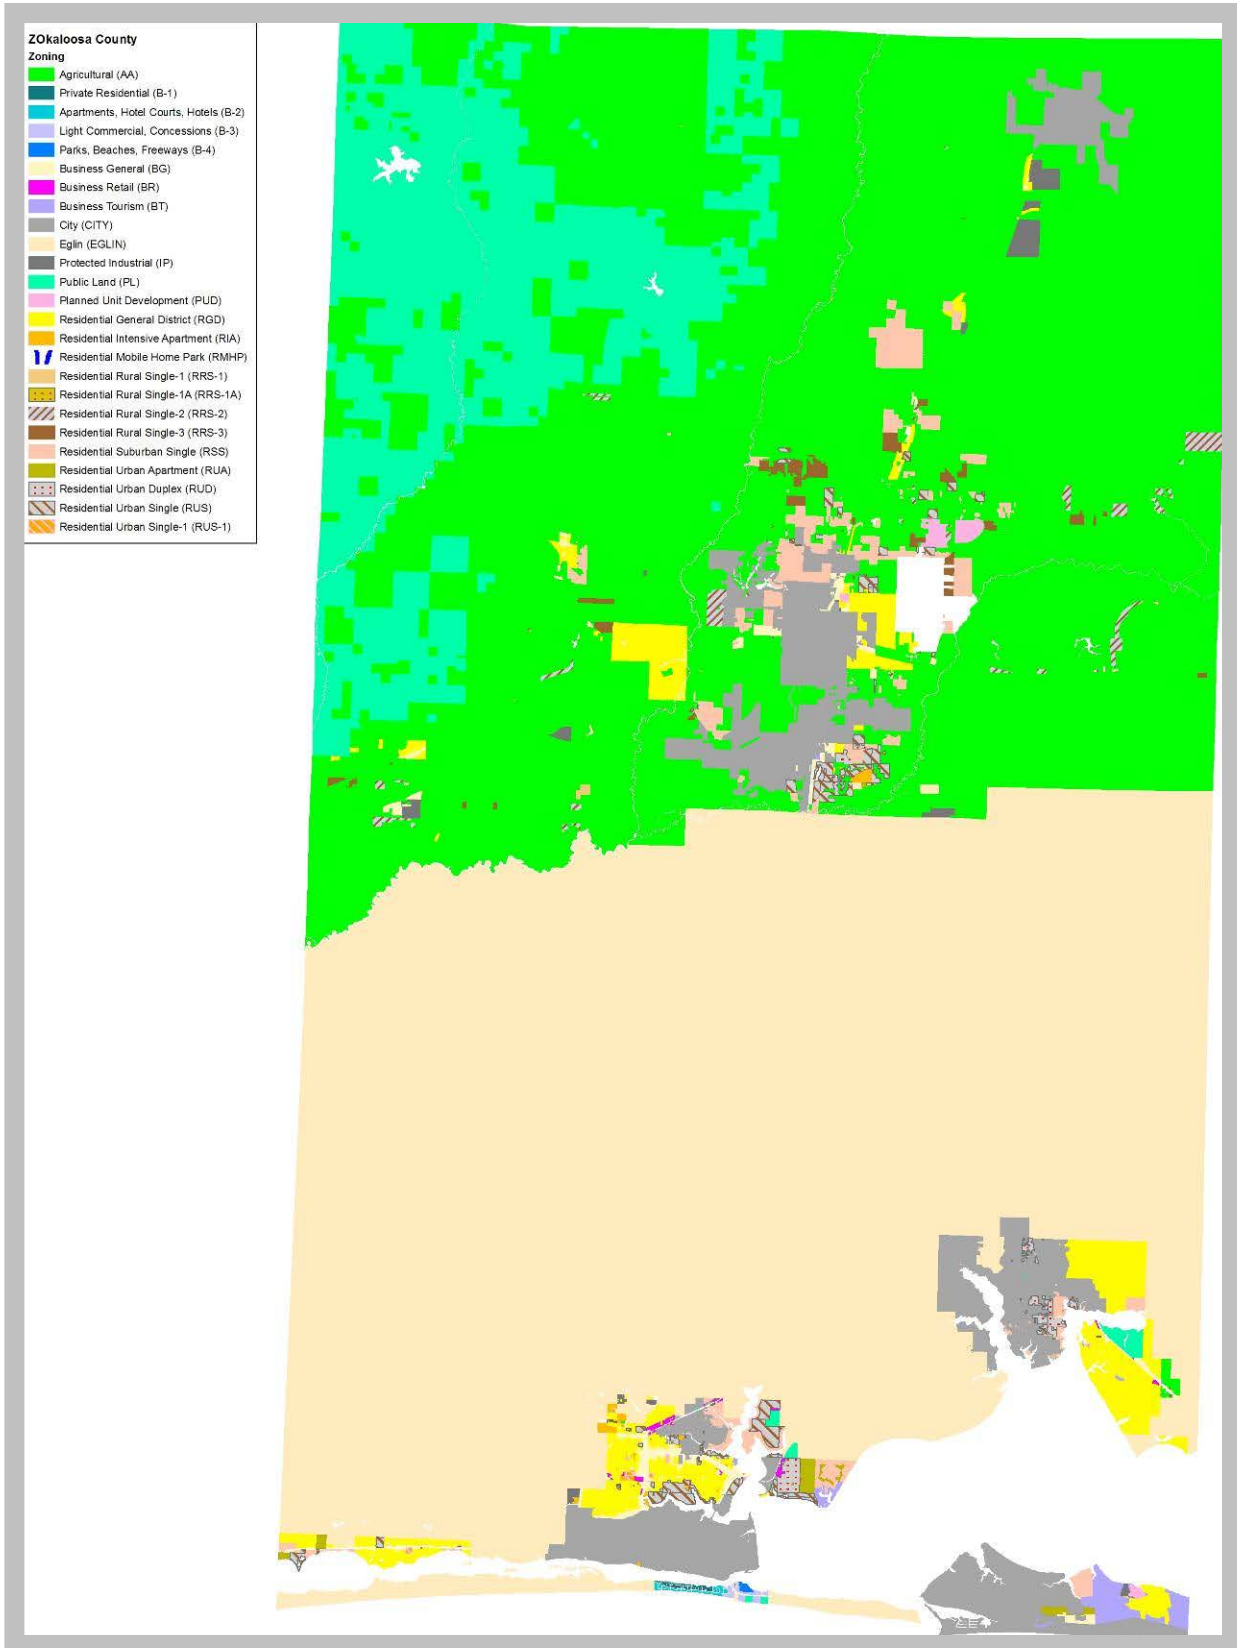 ZOkaloosa County
Zoning
Agricultural (AA)
Private Residential (B-1)
Apartments, Hotel Courts, Hotels (B-2)
Light Commercial, Concessions (B-3)
Parks, Beaches, Freeways (B-4)
Business General (BG)
Business Retail (BR)
Business Tourism (BT)
City (CITY)
Eglin (EGLIN)
Protected Industrial (IP)
Public Land (PL)
Planned Unit Development (PUD)
Residential General District (RGD)
Residential Intensive Apartment (RIA)
Residential Mobile Home Park (RMHP)
Residential Rural Single-1 (RRS-1)
Residential Rural Single-1A (RRS-1A)
Residential Rural Single-2 (RRS-2)
Residential Rural Single-3 (RRS-3)
Residential Suburban Single (RSS)
Residential Urban Apartment (RUA)
Residential Urban Duplex (RUD)
Residential Urban Single (RUS)
Residential Urban Single-1 (RUS-1)